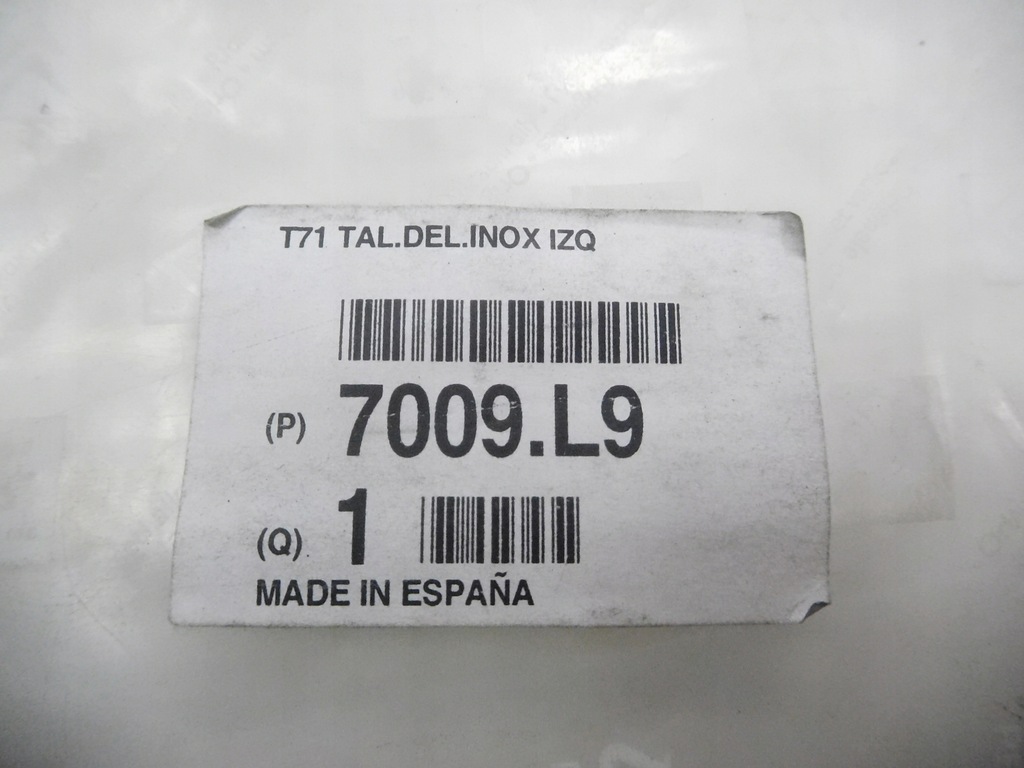 T71 TAL.DEL.INOX IZQ
(P) 7009.L9
(Q) 1
MADE IN ESPAÑA